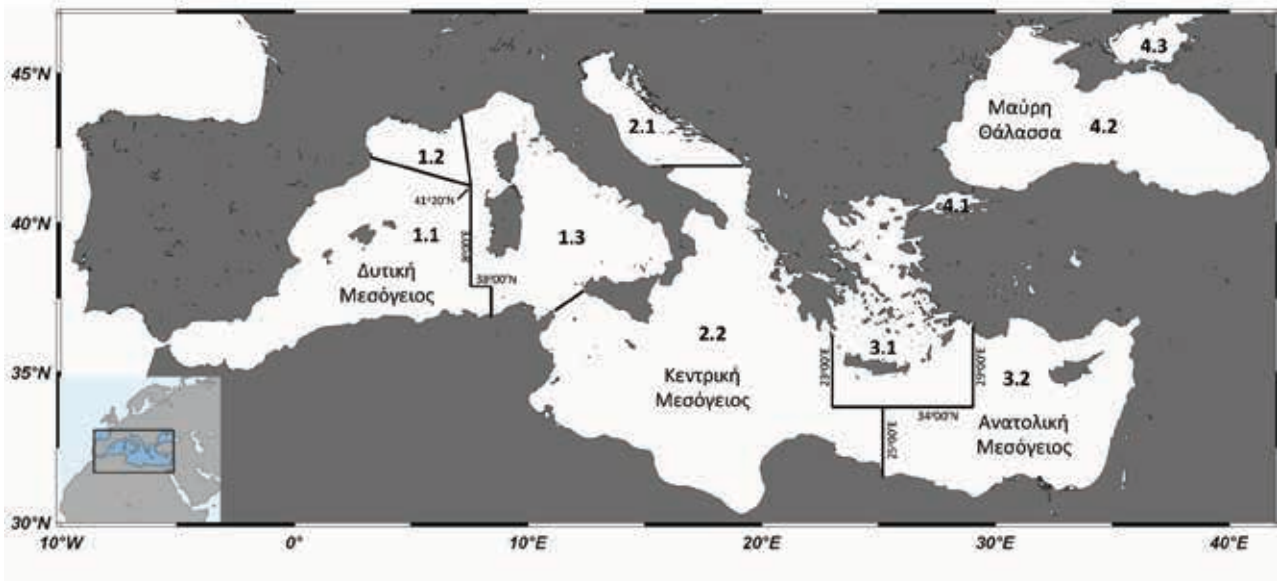 45°N
40°N
35°N
30°N
10°W
0°
10°E
20°E
30°E
40°E
4.3
Μαύρη
Θάλασσα
4.2
2.1
1.2
41°20'N
4.1
1.1
1.3
8°00'E
38°00'N
Δυτική
Μεσόγειος
2.2
3.1
23°00'E
29°00'E
3.2
Κεντρική
Μεσόγειος
34°00'N
25°00'E
Ανατολική
Μεσόγειος